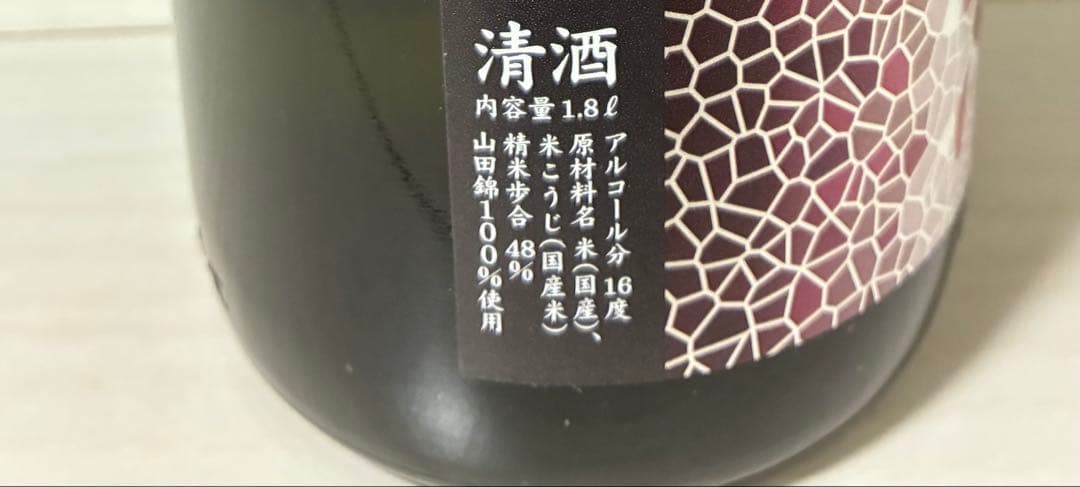 清酒
内容量1.8ℓ
アルコール分 16度
原材料名 米(国産)、
米こうじ(国産米)
精米歩合 48%
山田錦100%使用